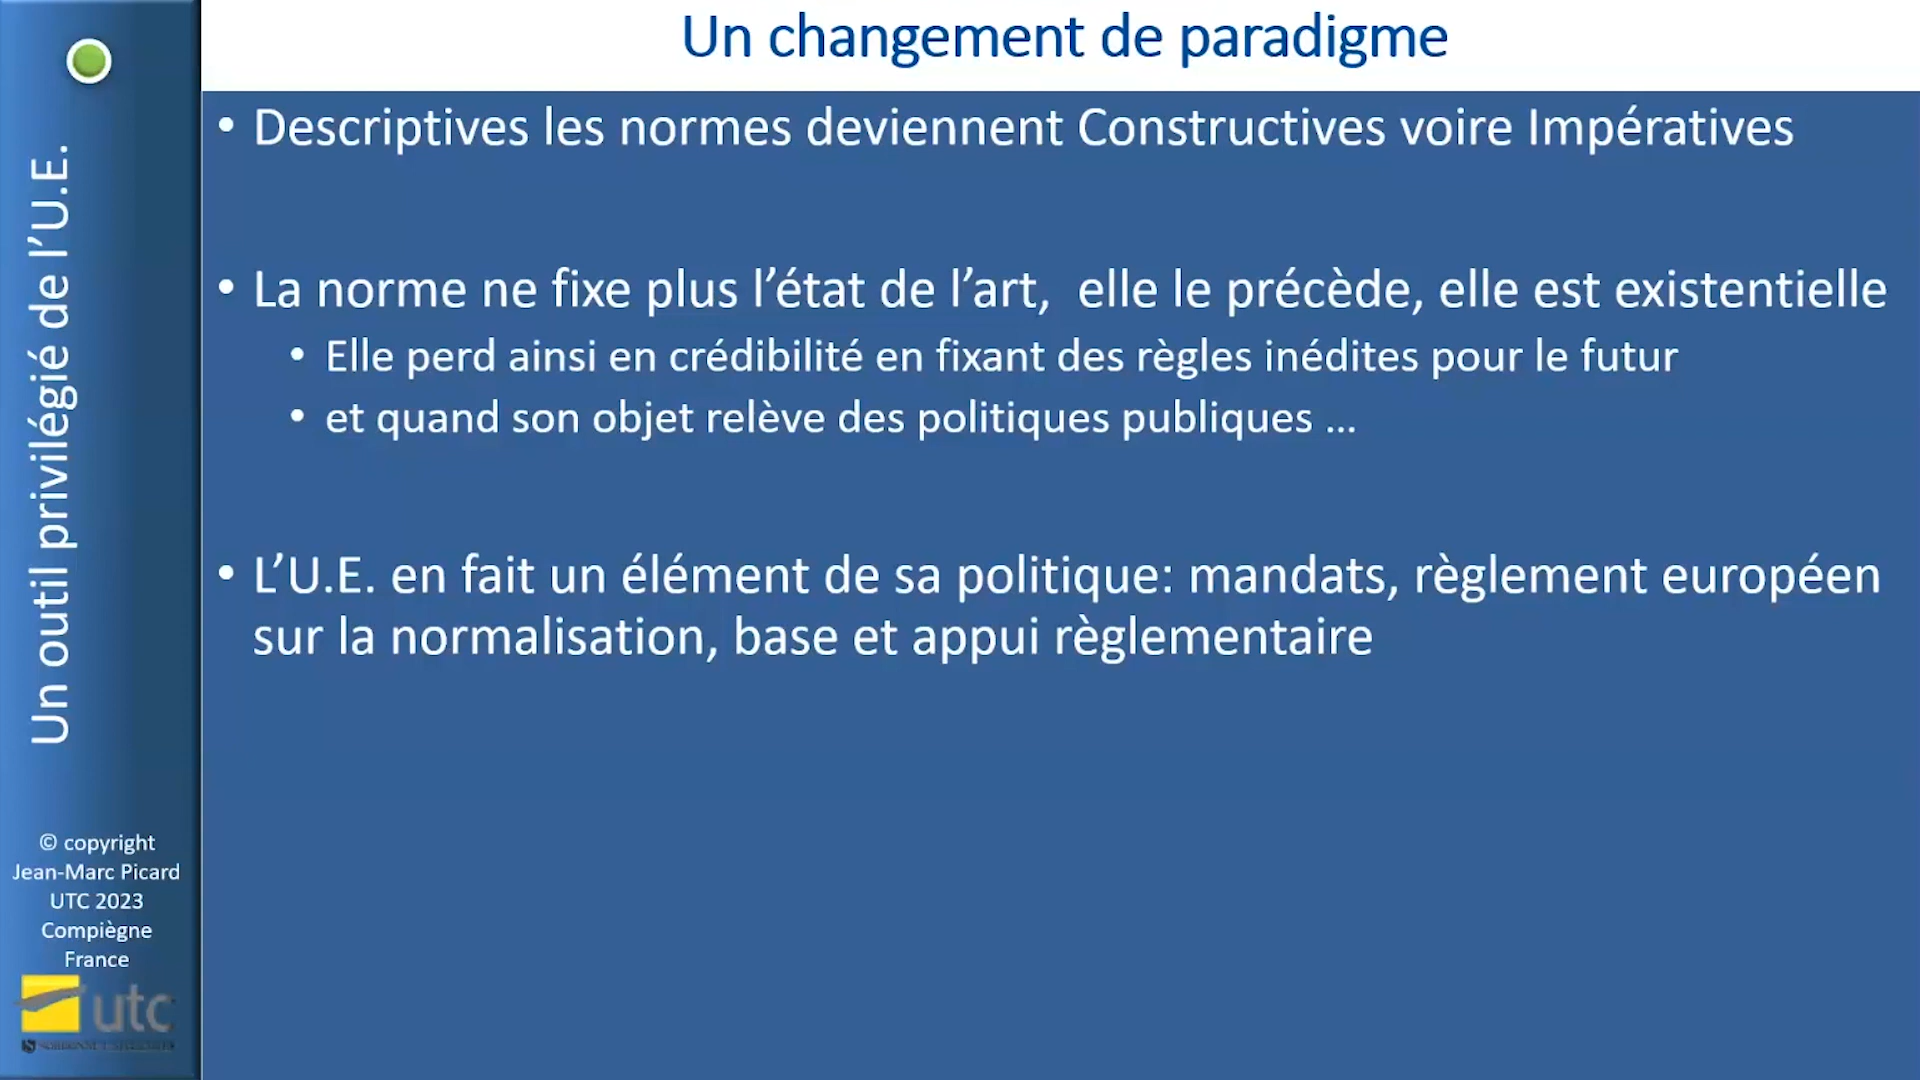 Un changement de paradigme
• Descriptives les normes deviennent Constructives voire Impératives
• La norme ne fixe plus l’état de l’art, elle le précède, elle est existentielle
• Elle perd ainsi en crédibilité en fixant des règles inédites pour le futur
• et quand son objet relève des politiques publiques ...
• L’U.E. en fait un élément de sa politique: mandats, règlement européen
sur la normalisation, base et appui règlementaire
Un outil privilégié de l’U.E.
© copyright
Jean-Marc Picard
UTC 2023
Compiègne
France
utc